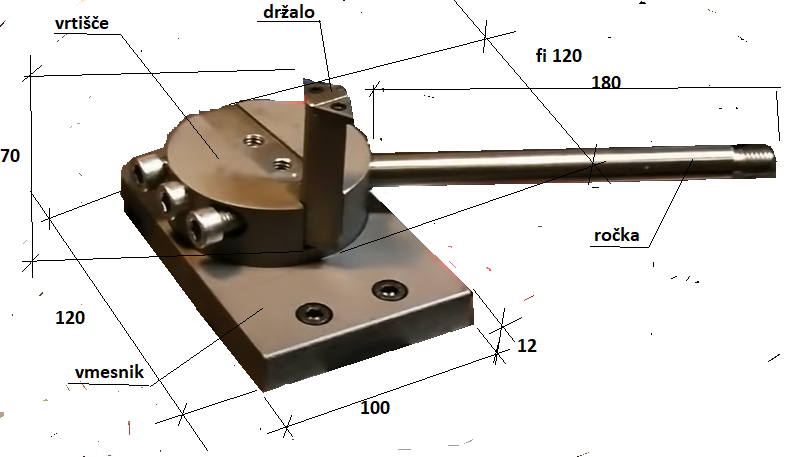 vrtišče
držalo
fi 120
180
70
ročka
120
12
vmesnik
100